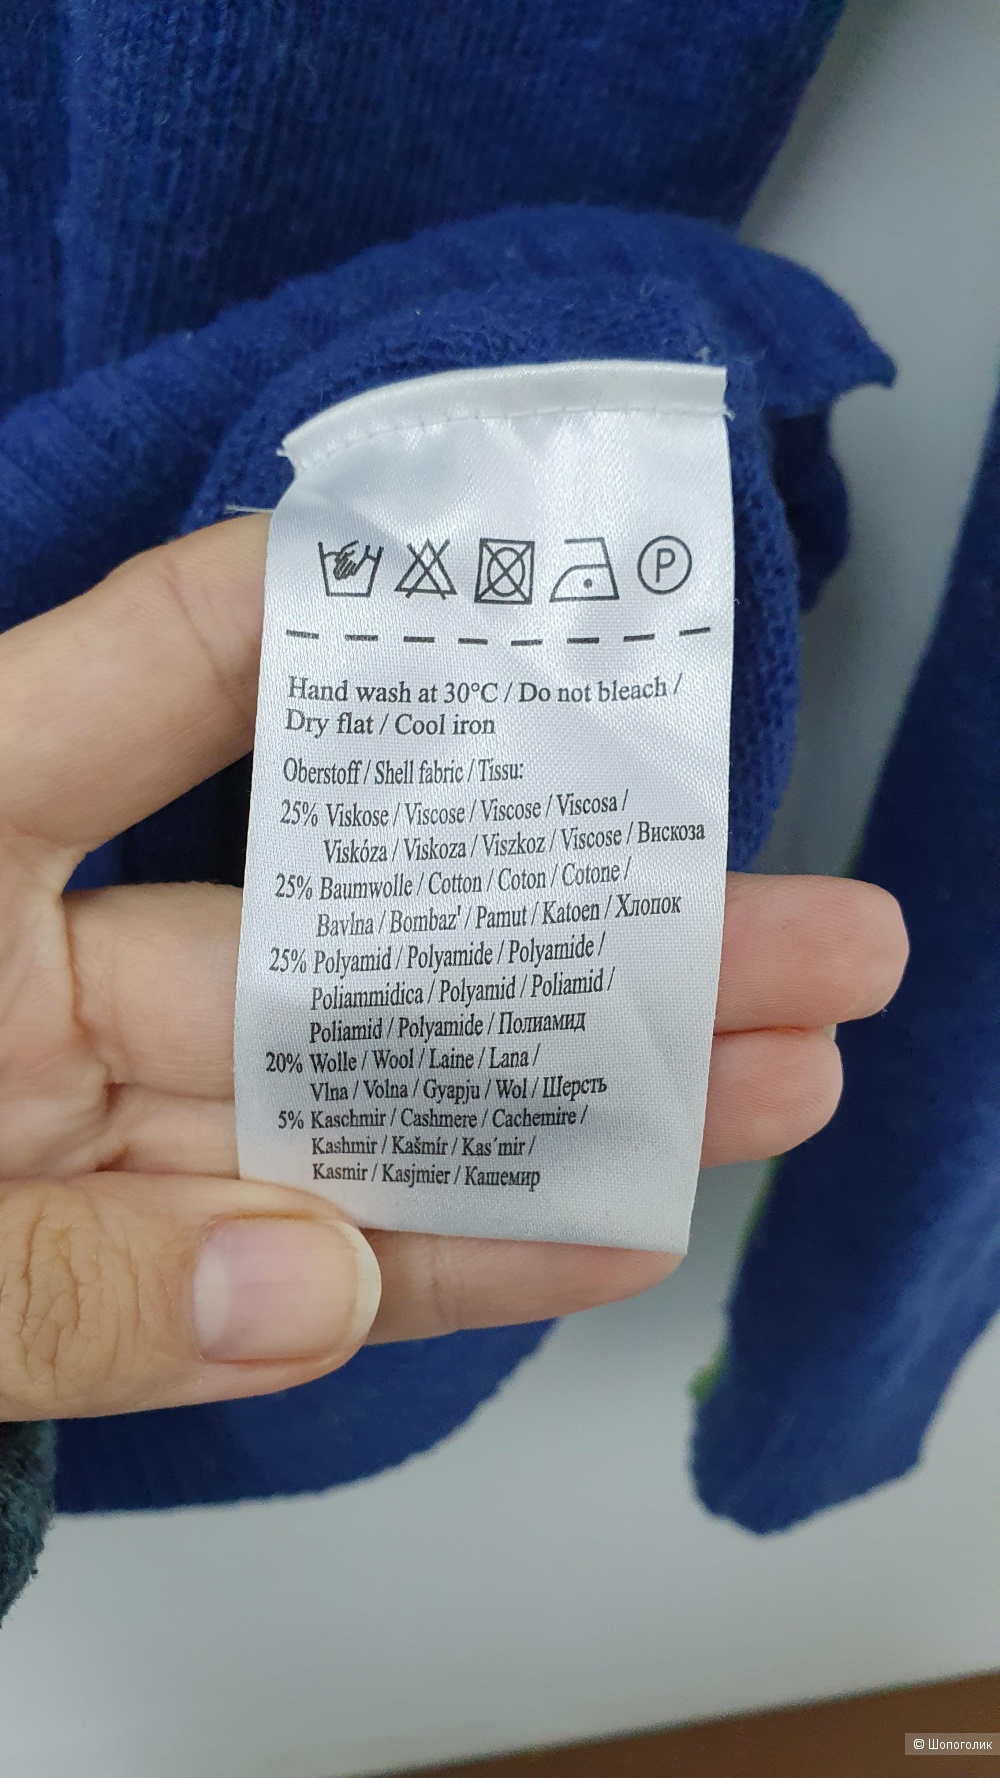 P
Hand wash at 30°C / Do not bleach /
Dry flat / Cool iron
Oberstoff / Shell fabric / Tissu:
25% Viskose / Viscose / Viscose / Viscosa /
Viskóza / Viskoza / Viszkoz / Viscose / Вискоза
25% Baumwolle / Cotton / Coton / Cotone /
Bavlna / Bombaz' / Pamut / Katoen / Хлопок
25% Polyamid / Polyamide / Polyamide /
Poliammidica / Polyamid / Poliamid /
Poliamid / Polyamide / Полиамид
20% Wolle / Wool / Laine / Lana /
Vlna / Volna / Gyapju / Wol / Шерсть
5% Kaschmir / Cashmere / Cachemire /
Kashmir / Kašmír / Kas´mir /
Kasmir / Kasjmier / Кашемир
© Шопоголик